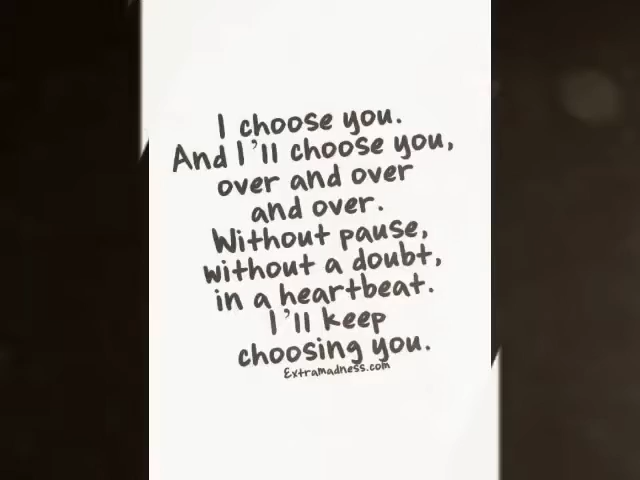 I choose you.
And I'll choose you,
over and over
and over.
Without pause,
without a doubt,
in a heartbeat.
I'll keep
choosing you.
Extramadness.com